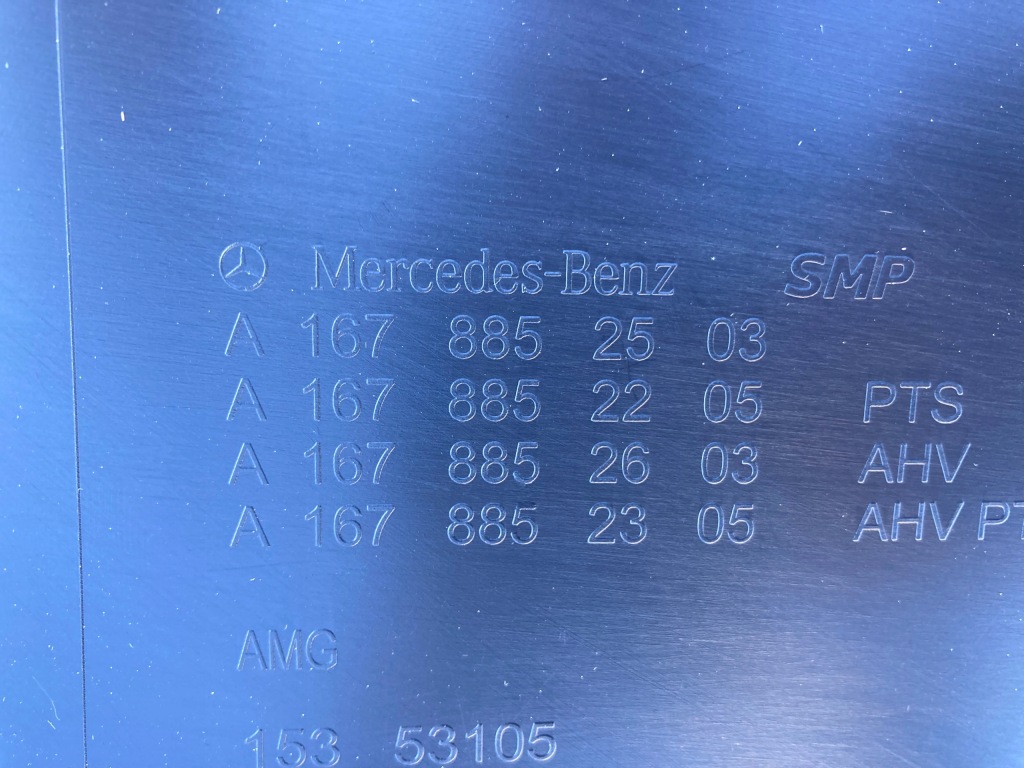 Mercedes-Benz SMP
A 167 885 25 03
A 167 885 22 05 PTS
A 167 885 26 03 AHV
A 167 885 23 05 AHV PT
AMG
153 53105